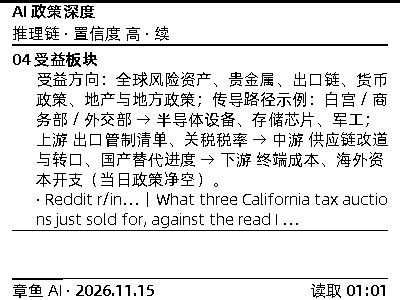 AI 政策深度
推理链 · 置信度 高 · 续
04 受益板块
受益方向：全球风险资产、贵金属、出口链、货币
政策、地产与地方政策；传导路径示例：白宫 / 商
务部 / 外交部 → 半导体设备、存储芯片、军工；
上游 出口管制清单、关税税率 → 中游 供应链改道
与转口、国产替代进度 → 下游 终端成本、海外资
本开支（当日政策净空）。
· Reddit r/in... | What three California tax auctio
ns just sold for, against the read I ...
章鱼 AI · 2026.11.15
读取 01:01